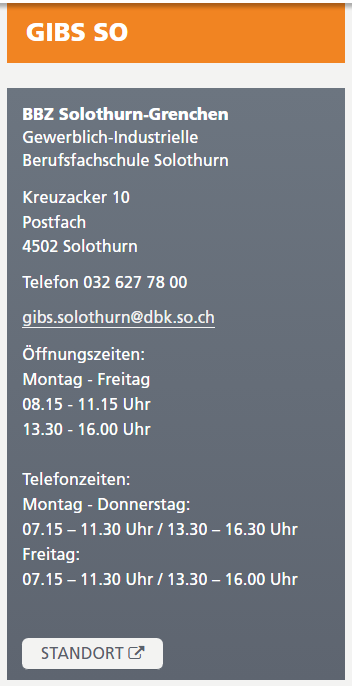 GIBS SO
BBZ Solothurn-Grenchen
Gewerblich-Industrielle
Berufsfachschule Solothurn
Kreuzacker 10
Postfach
4502 Solothurn
Telefon 032 627 78 00
gibs.solothurn@dbk.so.ch
Öffnungszeiten:
Montag - Freitag
08.15 - 11.15 Uhr
13.30 - 16.00 Uhr
Telefonzeiten:
Montag - Donnerstag:
07.15 – 11.30 Uhr / 13.30 – 16.30 Uhr
Freitag:
07.15 – 11.30 Uhr / 13.30 – 16.00 Uhr
STANDORT